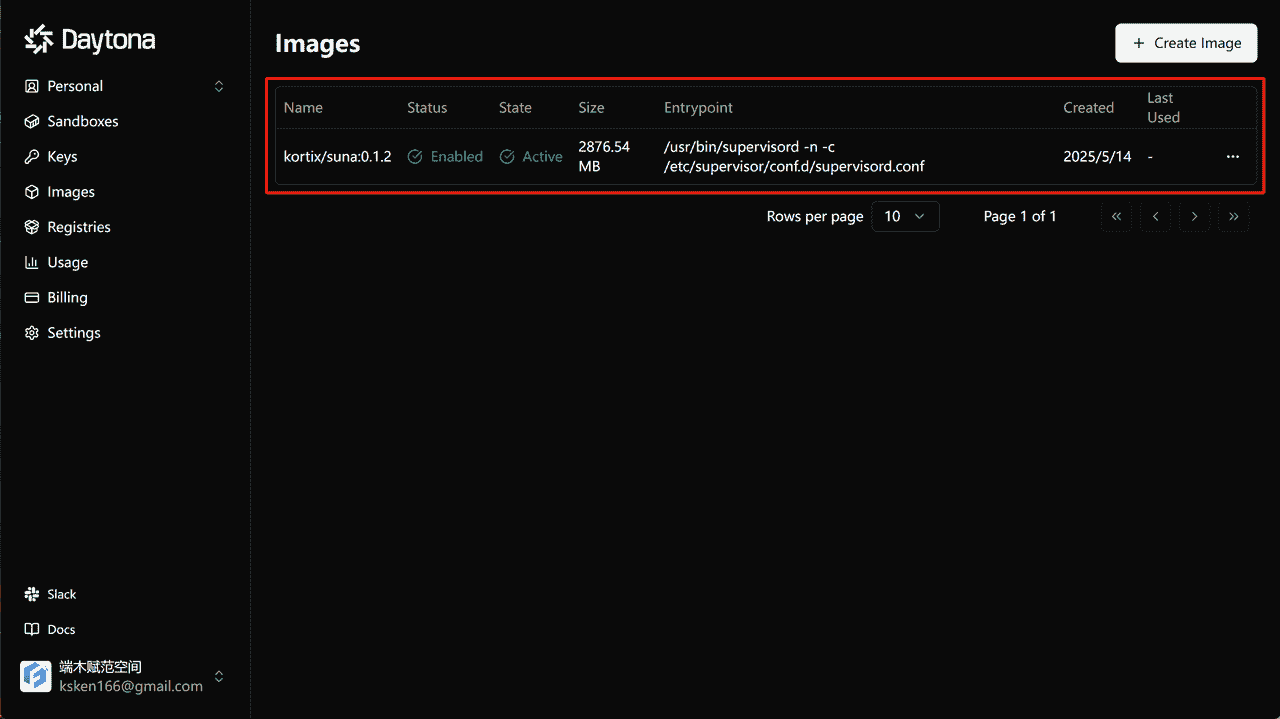 Daytona
Personal
Sandboxes
Keys
Images
Registries
Usage
Billing
Settings
Slack
Docs
端木赋范空间
ksken166@gmail.com
Images
+ Create Image
Name Status State Size Entrypoint Created Last
Used
kortix/suna:0.1.2 Enabled Active 2876.54
MB /usr/bin/supervisord -n -c
/etc/supervisor/conf.d/supervisord.conf 2025/5/14 - ...
Rows per page 10 Page 1 of 1